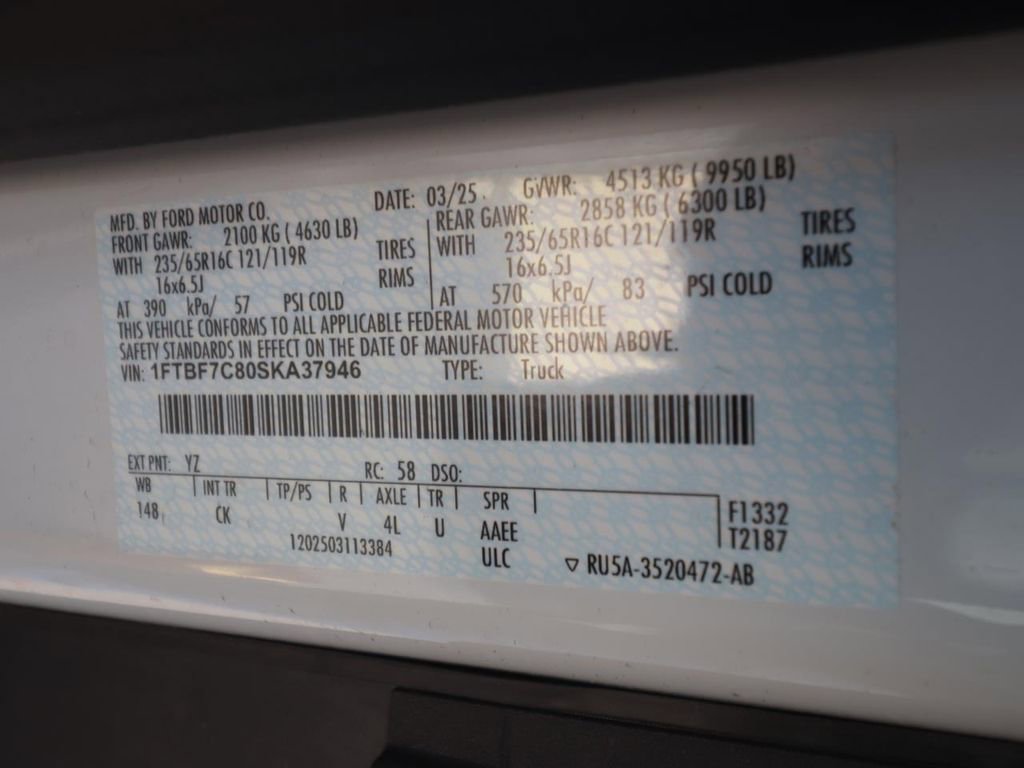 MFD. BY FORD MOTOR CO. DATE: 03/25 GVWR: 4513 KG ( 9950 LB)
FRONT GAWR: 2100 KG ( 4630 LB) REAR GAWR: 2858 KG ( 6300 LB)
WITH 235/65R16C 121/119R TIRES WITH 235/65R16C 121/119R TIRES
16x6.5J RIMS 16x6.5J RIMS
AT 390 kPa/ 57 PSI COLD AT 570 kPa/ 83 PSI COLD
THIS VEHICLE CONFORMS TO ALL APPLICABLE FEDERAL MOTOR VEHICLE
SAFETY STANDARDS IN EFFECT ON THE DATE OF MANUFACTURE SHOWN ABOVE.
VIN: 1FTBF7C80SKA37946 TYPE: Truck
EXT PNT: YZ RC: 58 DSO:
WB INT TR TP/PS R AXLE TR SPR
148 CK V 4L U AAEE F1332
1202503113384 ULC T2187
▽ RU5A-3520472-AB